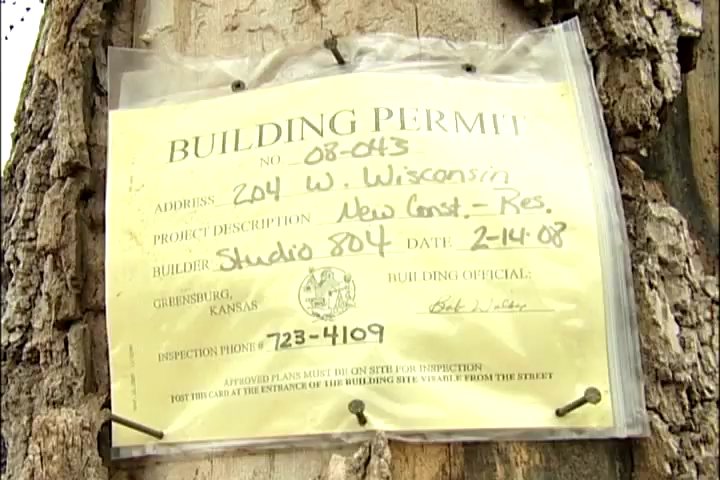 BUILDING PERMIT
NO 08-043
ADDRESS 204 W. Wisconsin
PROJECT DESCRIPTION New Const. - Res.
BUILDER Studio 804 DATE 2-14-08
GREENSBURG, KANSAS
BUILDING OFFICIAL:
INSPECTION PHONE # 723-4109
APPROVED PLANS MUST BE ON SITE FOR INSPECTION
POST THIS CARD AT THE ENTRANCE OF THE BUILDING SITE VISABLE FROM THE STREET